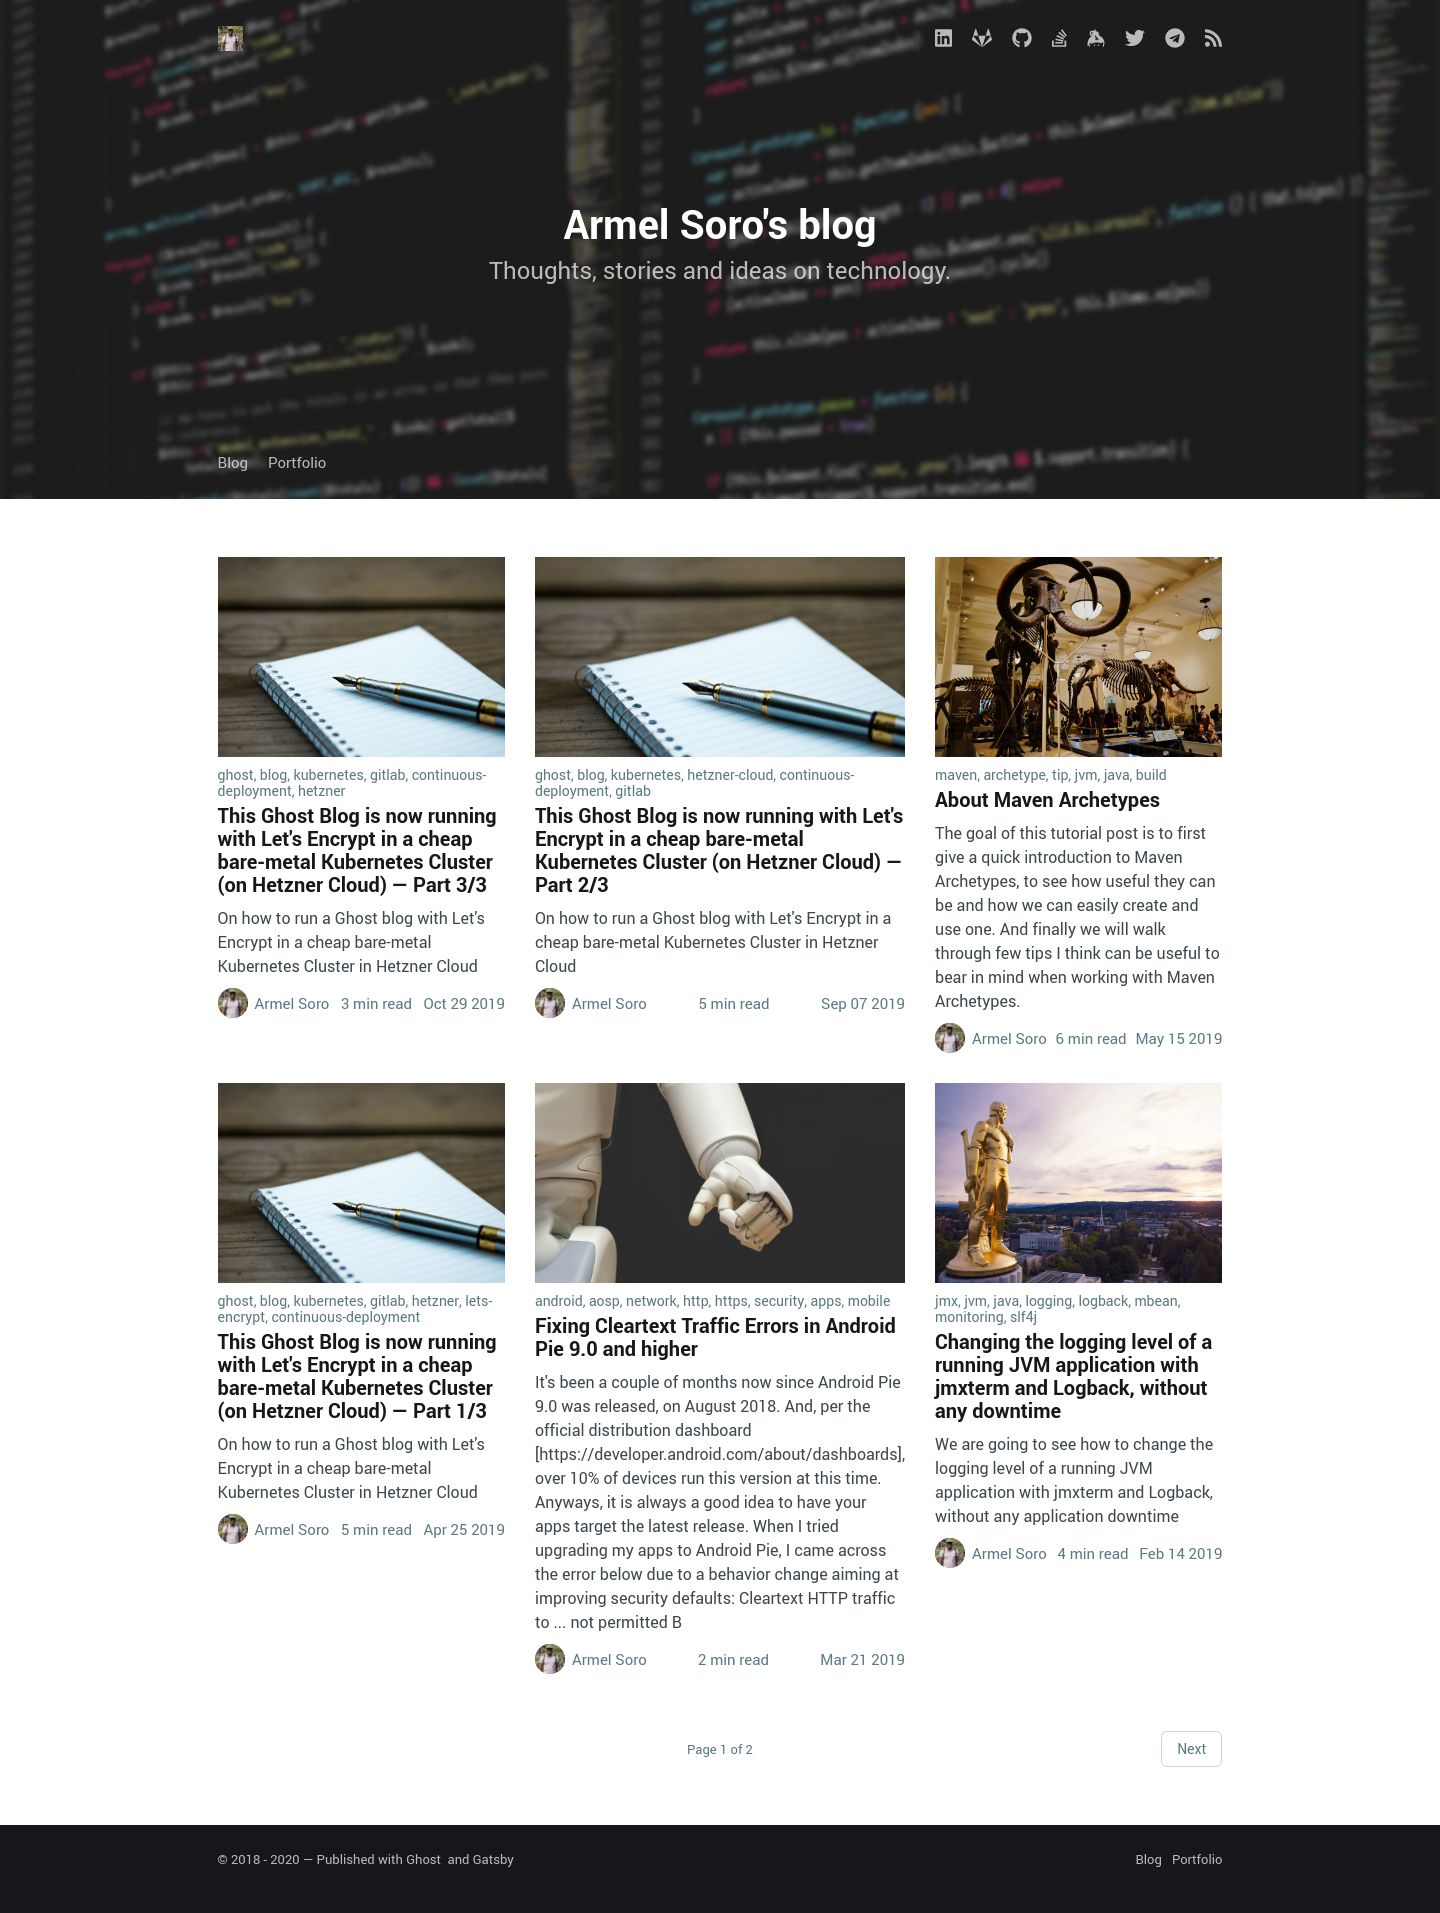 Armel Soro's blog
Thoughts, stories and ideas on technology.
Blog Portfolio
ghost, blog, kubernetes, gitlab, continuous-
deployment, hetzner
This Ghost Blog is now running
with Let's Encrypt in a cheap
bare-metal Kubernetes Cluster
(on Hetzner Cloud) — Part 3/3
On how to run a Ghost blog with Let's
Encrypt in a cheap bare-metal
Kubernetes Cluster in Hetzner Cloud
Armel Soro 3 min read Oct 29 2019
ghost, blog, kubernetes, hetzner-cloud, continuous-
deployment, gitlab
This Ghost Blog is now running with Let's
Encrypt in a cheap bare-metal
Kubernetes Cluster (on Hetzner Cloud) —
Part 2/3
On how to run a Ghost blog with Let's Encrypt in a
cheap bare-metal Kubernetes Cluster in Hetzner
Cloud
Armel Soro 5 min read Sep 07 2019
maven, archetype, tip, jvm, java, build
About Maven Archetypes
The goal of this tutorial post is to first
give a quick introduction to Maven
Archetypes, to see how useful they can
be and how we can easily create and
use one. And finally we will walk
through few tips I think can be useful to
bear in mind when working with Maven
Archetypes.
Armel Soro 6 min read May 15 2019
ghost, blog, kubernetes, gitlab, hetzner, lets-
encrypt, continuous-deployment
This Ghost Blog is now running
with Let's Encrypt in a cheap
bare-metal Kubernetes Cluster
(on Hetzner Cloud) — Part 1/3
On how to run a Ghost blog with Let's
Encrypt in a cheap bare-metal
Kubernetes Cluster in Hetzner Cloud
Armel Soro 5 min read Apr 25 2019
android, aosp, network, http, https, security, apps, mobile
Fixing Cleartext Traffic Errors in Android
Pie 9.0 and higher
It's been a couple of months now since Android Pie
9.0 was released, on August 2018. And, per the
official distribution dashboard
[https://developer.android.com/about/dashboards],
over 10% of devices run this version at this time.
Anyways, it is always a good idea to have your
apps target the latest release. When I tried
upgrading my apps to Android Pie, I came across
the error below due to a behavior change aiming at
improving security defaults: Cleartext HTTP traffic
to ... not permitted B
Armel Soro 2 min read Mar 21 2019
jmx, jvm, java, logging, logback, mbean,
monitoring, slf4j
Changing the logging level of a
running JVM application with
jmxterm and Logback, without
any downtime
We are going to see how to change the
logging level of a running JVM
application with jmxterm and Logback,
without any application downtime
Armel Soro 4 min read Feb 14 2019
Page 1 of 2
Next
© 2018 - 2020 — Published with Ghost and Gatsby
Blog Portfolio